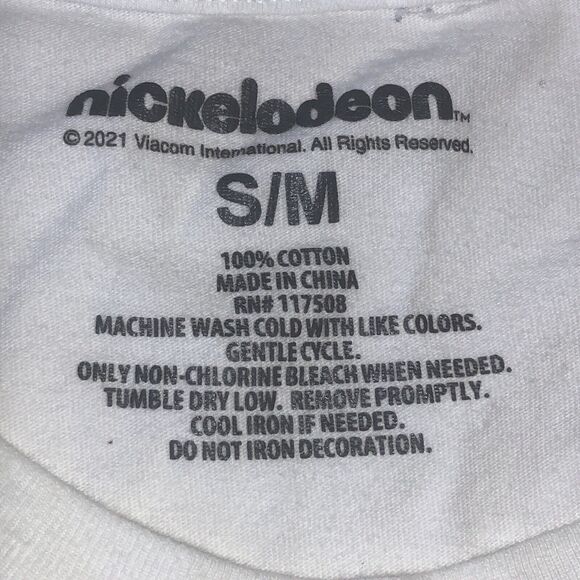 nickelodeon™
© 2021 Viacom International. All Rights Reserved.
S/M
100% COTTON
MADE IN CHINA
RN# 117508
MACHINE WASH COLD WITH LIKE COLORS.
GENTLE CYCLE.
ONLY NON-CHLORINE BLEACH WHEN NEEDED.
TUMBLE DRY LOW. REMOVE PROMPTLY.
COOL IRON IF NEEDED.
DO NOT IRON DECORATION.